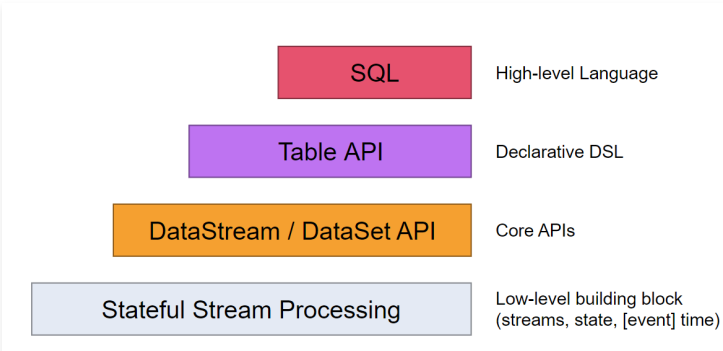 SQL
High-level Language
Table API
Declarative DSL
DataStream / DataSet API
Core APIs
Stateful Stream Processing
Low-level building block
(streams, state, [event] time)